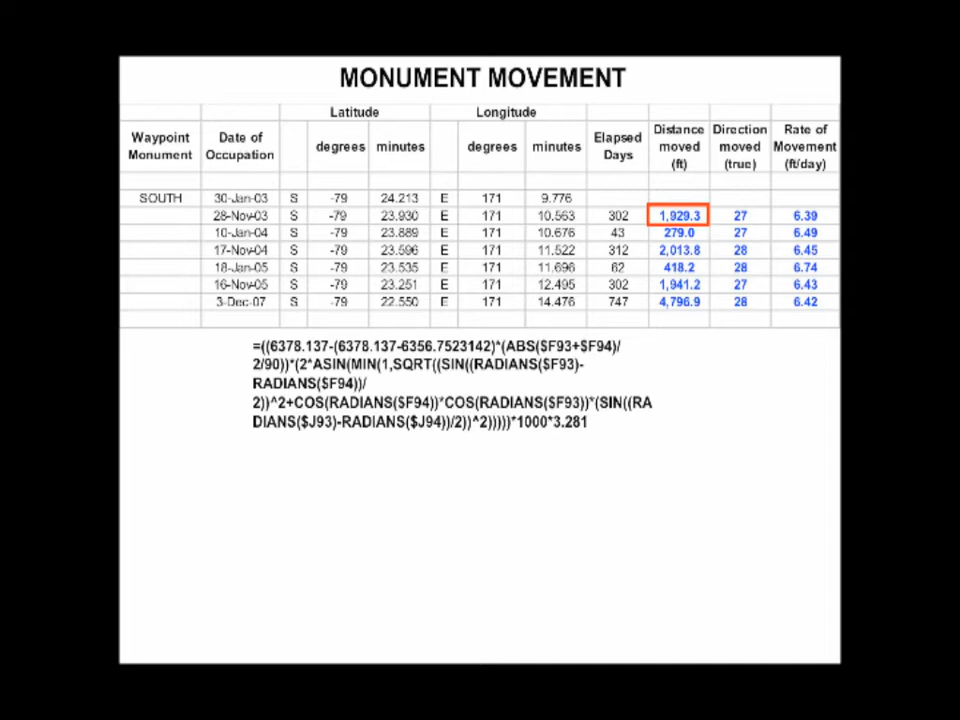 MONUMENT MOVEMENT
Latitude Longitude
Waypoint Monument Date of Occupation degrees minutes degrees minutes Elapsed Days Distance moved (ft) Direction moved (true) Rate of Movement (ft/day)
SOUTH 30-Jan-03 S -79 24.213 E 171 9.776
28-Nov-03 S -79 23.930 E 171 10.563 302 1,929.3 27 6.39
10-Jan-04 S -79 23.889 E 171 10.676 43 279.0 27 6.49
17-Nov-04 S -79 23.596 E 171 11.522 312 2,013.8 28 6.45
18-Jan-05 S -79 23.535 E 171 11.696 62 418.2 28 6.74
16-Nov-05 S -79 23.251 E 171 12.495 302 1,941.2 27 6.43
3-Dec-07 S -79 22.550 E 171 14.476 747 4,796.9 28 6.42
=((6378.137-(6378.137-6356.7523142)*(ABS($F93+$F94)/
2/90))*(2*ASIN(MIN(1,SQRT((SIN((RADIANS($F93)-
RADIANS($F94))/
2))^2+COS(RADIANS($F94))*COS(RADIANS($F93))*(SIN((RA
DIANS($J93)-RADIANS($J94))/2))^2)))))*1000*3.281